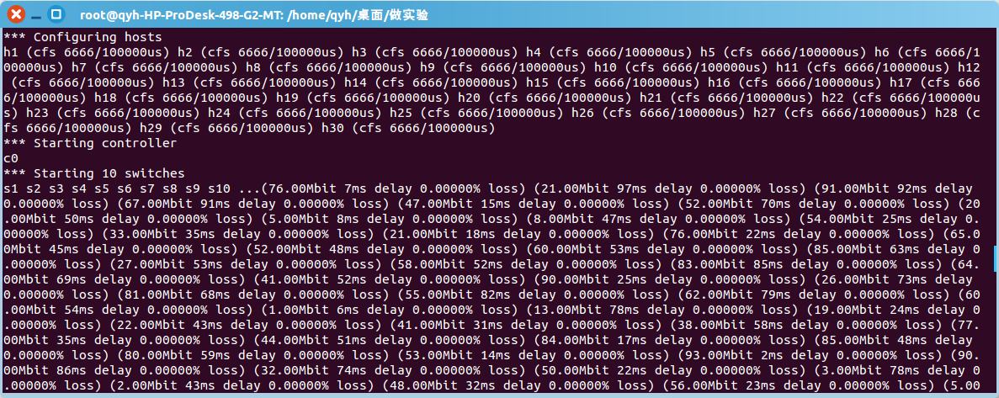 root@qyh-HP-ProDesk-498-G2-MT: /home/qyh/桌面/做实验
*** Configuring hosts
h1 (cfs 6666/100000us) h2 (cfs 6666/100000us) h3 (cfs 6666/100000us) h4 (cfs 6666/100000us) h5 (cfs 6666/100000us) h6 (cfs 6666/1
00000us) h7 (cfs 6666/100000us) h8 (cfs 6666/100000us) h9 (cfs 6666/100000us) h10 (cfs 6666/100000us) h11 (cfs 6666/100000us) h12
 (cfs 6666/100000us) h13 (cfs 6666/100000us) h14 (cfs 6666/100000us) h15 (cfs 6666/100000us) h16 (cfs 6666/100000us) h17 (cfs 666
6/100000us) h18 (cfs 6666/100000us) h19 (cfs 6666/100000us) h20 (cfs 6666/100000us) h21 (cfs 6666/100000us) h22 (cfs 6666/100000u
s) h23 (cfs 6666/100000us) h24 (cfs 6666/100000us) h25 (cfs 6666/100000us) h26 (cfs 6666/100000us) h27 (cfs 6666/100000us) h28 (c
fs 6666/100000us) h29 (cfs 6666/100000us) h30 (cfs 6666/100000us)
*** Starting controller
c0
*** Starting 10 switches
s1 s2 s3 s4 s5 s6 s7 s8 s9 s10 ...(76.00Mbit 7ms delay 0.00000% loss) (21.00Mbit 97ms delay 0.00000% loss) (91.00Mbit 92ms delay
0.00000% loss) (67.00Mbit 91ms delay 0.00000% loss) (47.00Mbit 15ms delay 0.00000% loss) (52.00Mbit 70ms delay 0.00000% loss) (20
.00Mbit 50ms delay 0.00000% loss) (5.00Mbit 8ms delay 0.00000% loss) (8.00Mbit 47ms delay 0.00000% loss) (54.00Mbit 25ms delay 0.
00000% loss) (33.00Mbit 35ms delay 0.00000% loss) (21.00Mbit 18ms delay 0.00000% loss) (76.00Mbit 22ms delay 0.00000% loss) (65.0
0Mbit 45ms delay 0.00000% loss) (52.00Mbit 48ms delay 0.00000% loss) (60.00Mbit 53ms delay 0.00000% loss) (85.00Mbit 63ms delay 0
.00000% loss) (27.00Mbit 53ms delay 0.00000% loss) (58.00Mbit 52ms delay 0.00000% loss) (83.00Mbit 85ms delay 0.00000% loss) (64.
00Mbit 69ms delay 0.00000% loss) (41.00Mbit 52ms delay 0.00000% loss) (90.00Mbit 25ms delay 0.00000% loss) (26.00Mbit 73ms delay
0.00000% loss) (81.00Mbit 68ms delay 0.00000% loss) (55.00Mbit 82ms delay 0.00000% loss) (62.00Mbit 79ms delay 0.00000% loss) (60
.00Mbit 54ms delay 0.00000% loss) (1.00Mbit 6ms delay 0.00000% loss) (13.00Mbit 78ms delay 0.00000% loss) (19.00Mbit 24ms delay 0
.00000% loss) (22.00Mbit 43ms delay 0.00000% loss) (41.00Mbit 31ms delay 0.00000% loss) (38.00Mbit 58ms delay 0.00000% loss) (77.
00Mbit 35ms delay 0.00000% loss) (44.00Mbit 51ms delay 0.00000% loss) (84.00Mbit 17ms delay 0.00000% loss) (85.00Mbit 48ms delay
0.00000% loss) (80.00Mbit 59ms delay 0.00000% loss) (53.00Mbit 14ms delay 0.00000% loss) (93.00Mbit 2ms delay 0.00000% loss) (90.
00Mbit 86ms delay 0.00000% loss) (32.00Mbit 74ms delay 0.00000% loss) (50.00Mbit 22ms delay 0.00000% loss) (3.00Mbit 78ms delay 0
.00000% loss) (2.00Mbit 43ms delay 0.00000% loss) (48.00Mbit 32ms delay 0.00000% loss) (56.00Mbit 23ms delay 0.00000% loss) (5.00